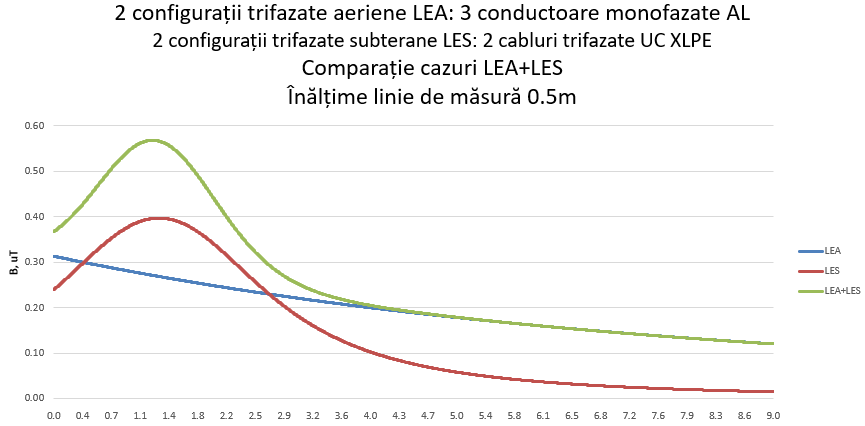 2 configurații trifazate aeriene LEA: 3 conductoare monofazate AL
2 configurații trifazate subterane LES: 2 cabluri trifazate UC XLPE
Comparație cazuri LEA+LES
Înălțime linie de măsură 0.5m
0.60
0.50
0.40
0.30
0.20
0.10
0.00
B, uT
0.0 0.4 0.7 1.1 1.4 1.8 2.2 2.5 2.9 3.2 3.6 4.0 4.3 4.7 5.0 5.4 5.8 6.1 6.5 6.8 7.2 7.6 7.9 8.3 8.6 9.0
LEA
LES
LEA+LES